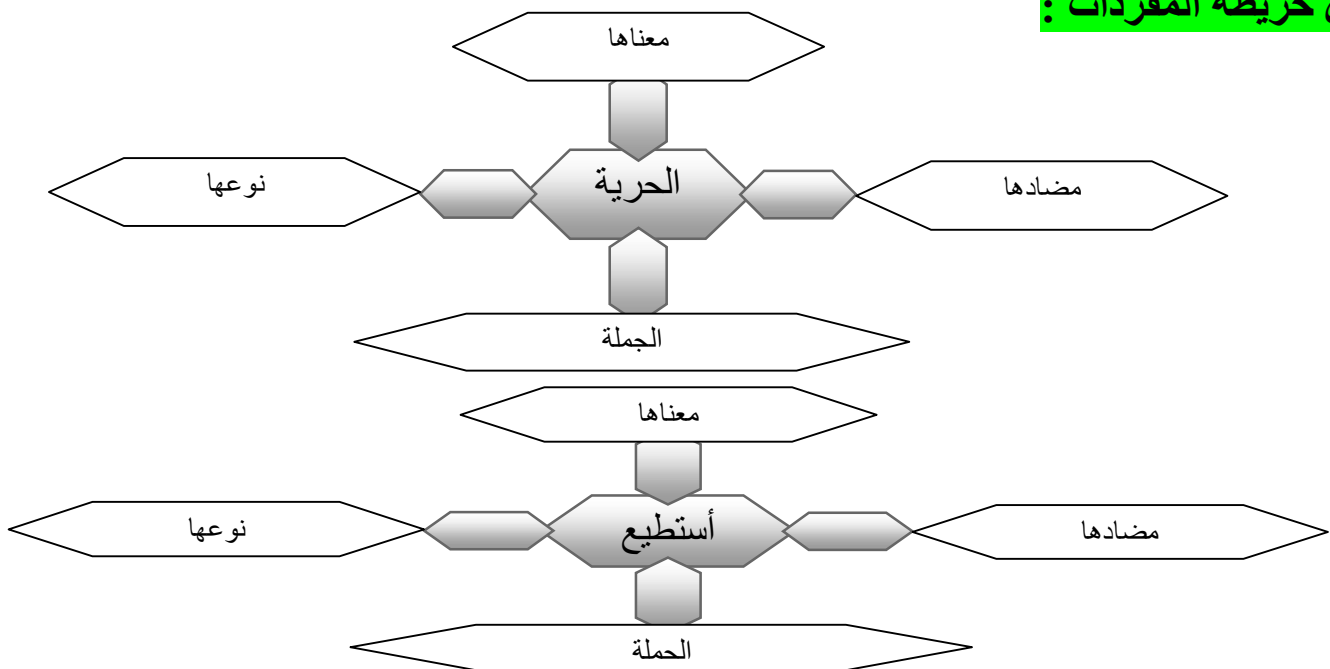 خريطة المفردات :
معناها
مضادها
الحرية
نوعها
الجملة
معناها
مضادها
أستطيع
نوعها
الحملة